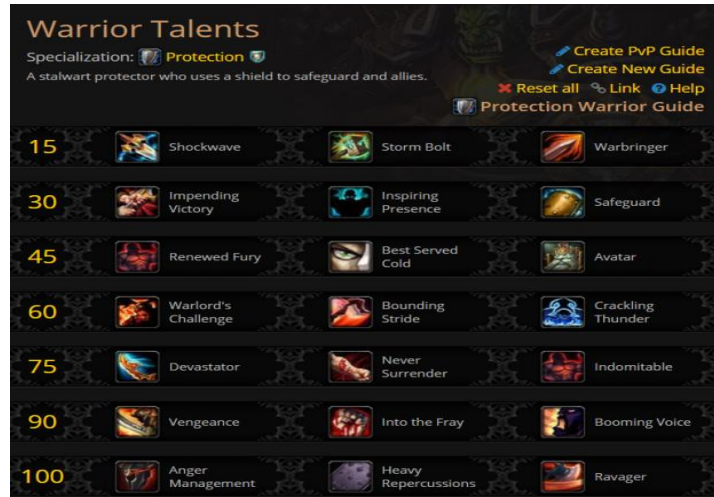 Warrior Talents
Specialization: Protection
A stalwart protector who uses a shield to safeguard and allies.
Create PvP Guide
Create New Guide
Reset all Link Help
Protection Warrior Guide
15 Shockwave Storm Bolt Warbringer
30 Impending Victory Inspiring Presence Safeguard
45 Renewed Fury Best Served Cold Avatar
60 Warlord's Challenge Bounding Stride Crackling Thunder
75 Devastator Never Surrender Indomitable
90 Vengeance Into the Fray Booming Voice
100 Anger Management Heavy Repercussions Ravager